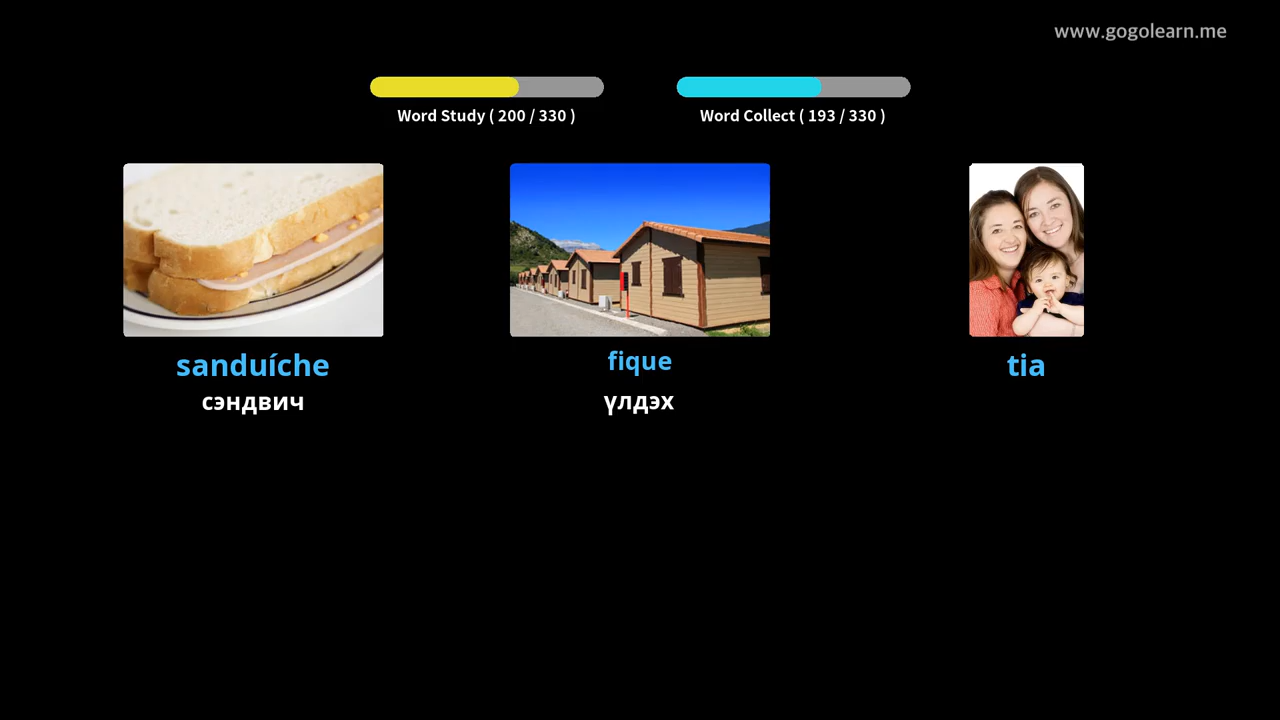 www.gogolearn.me
Word Study ( 200 / 330 )
Word Collect ( 193 / 330 )
sanduíche
fique
tia
сэндвич
үлдэх